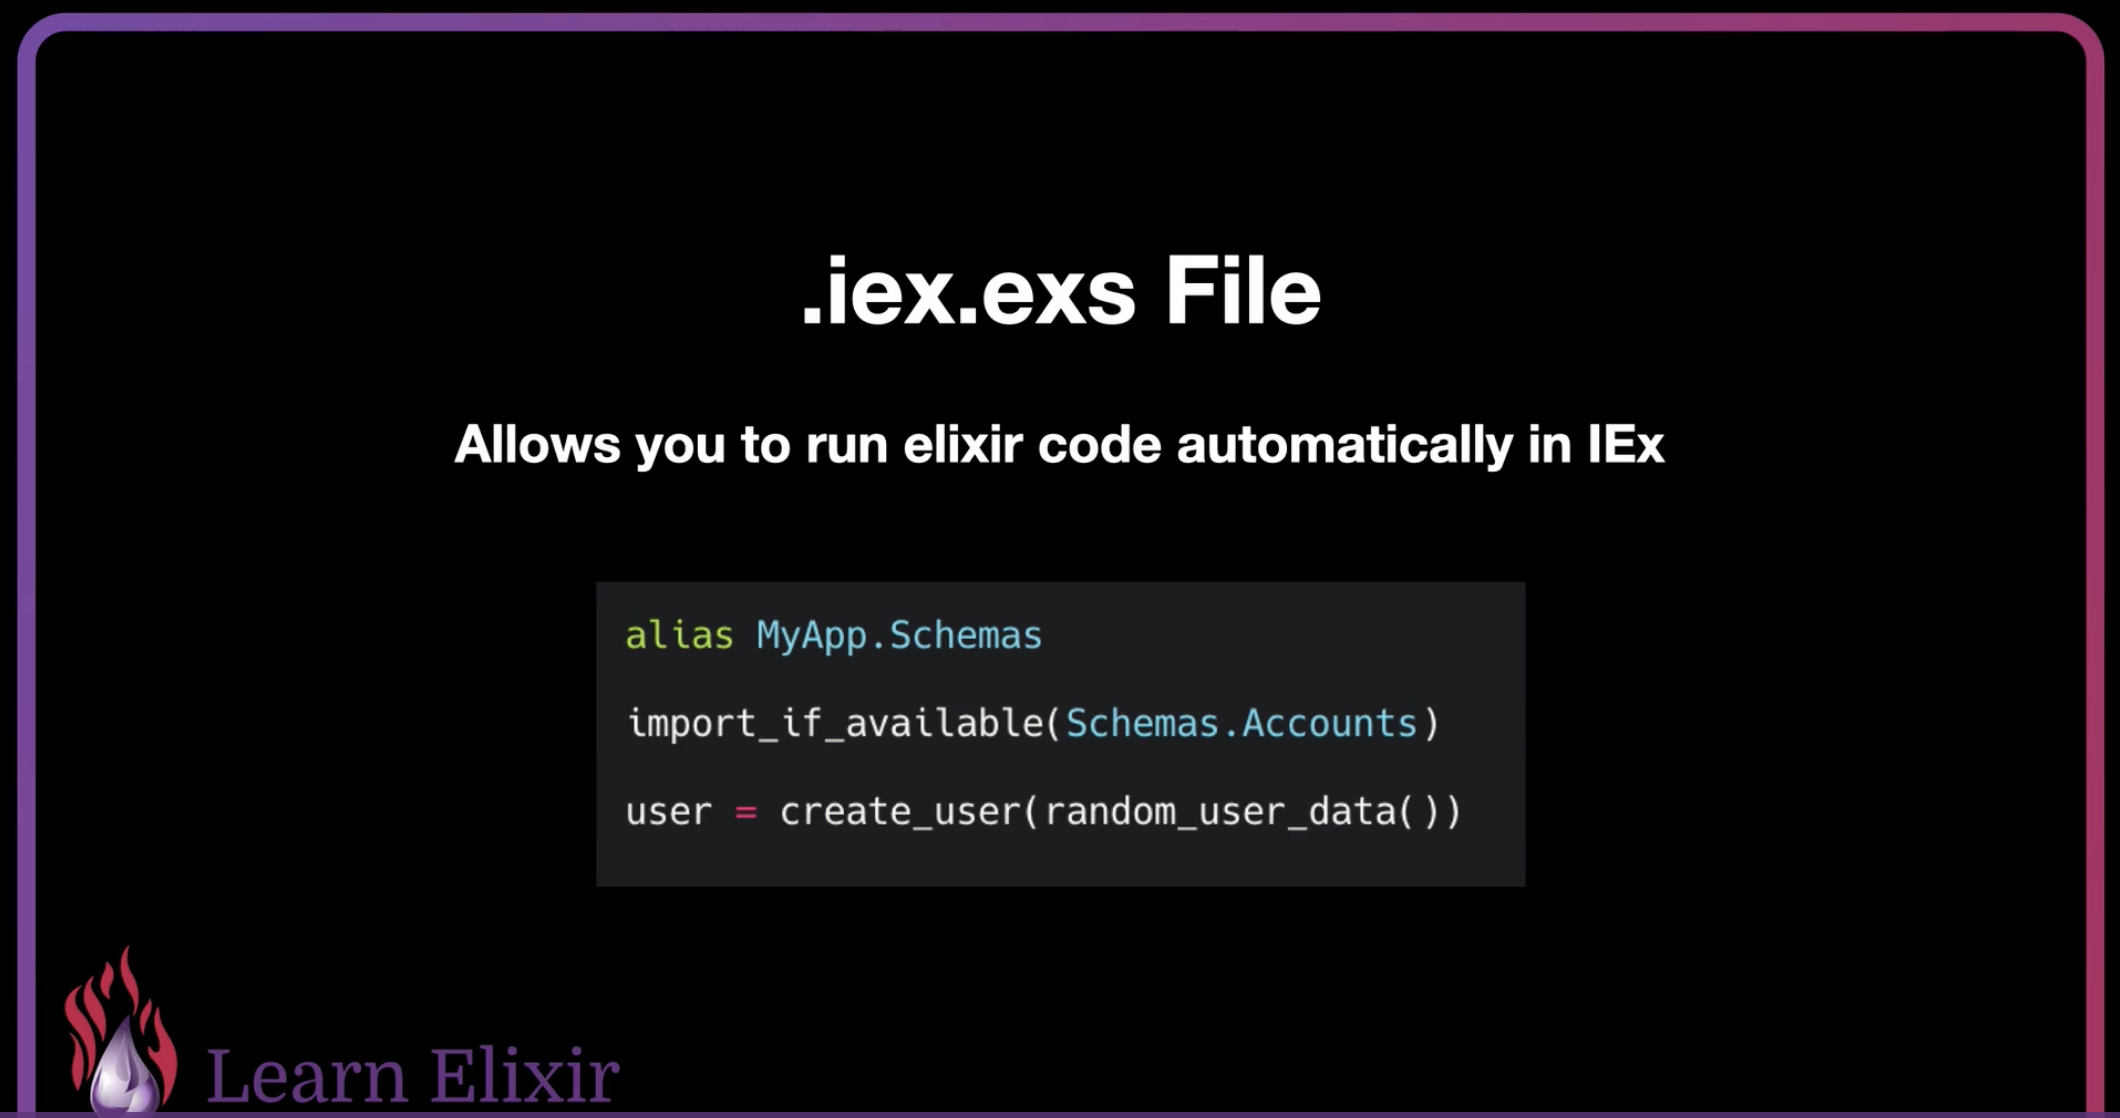 .iex.exs File
Allows you to run elixir code automatically in IEx
alias MyApp.Schemas
import_if_available(Schemas.Accounts)
user = create_user(random_user_data())
Learn Elixir